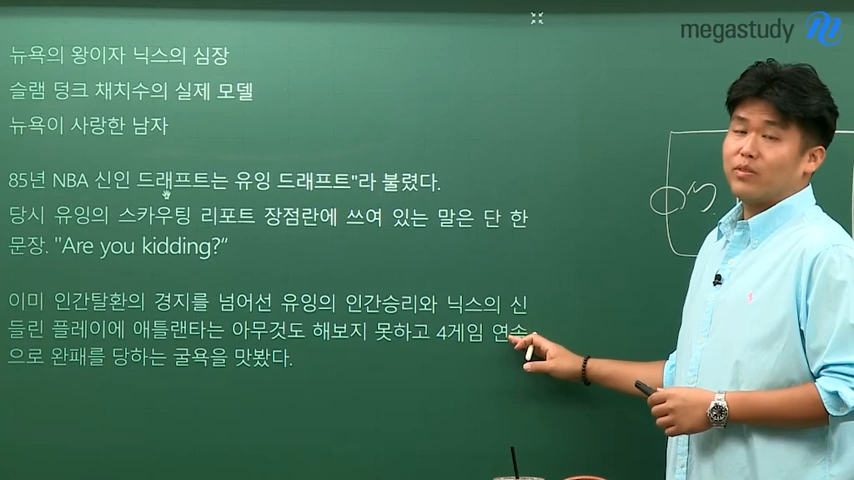 megastudy
뉴욕의 왕이자 닉스의 심장
슬램 덩크 채치수의 실제 모델
뉴욕이 사랑한 남자
85년 NBA 신인 드래프트는 유잉 드래프트"라 불렸다.
당시 유잉의 스카우팅 리포트 장점란에 쓰여 있는 말은 단 한
문장. "Are you kidding?“
이미 인간탈환의 경지를 넘어선 유잉의 인간승리와 닉스의 신
들린 플레이에 애틀랜타는 아무것도 해보지 못하고 4게임 연속
으로 완패를 당하는 굴욕을 맛봤다.